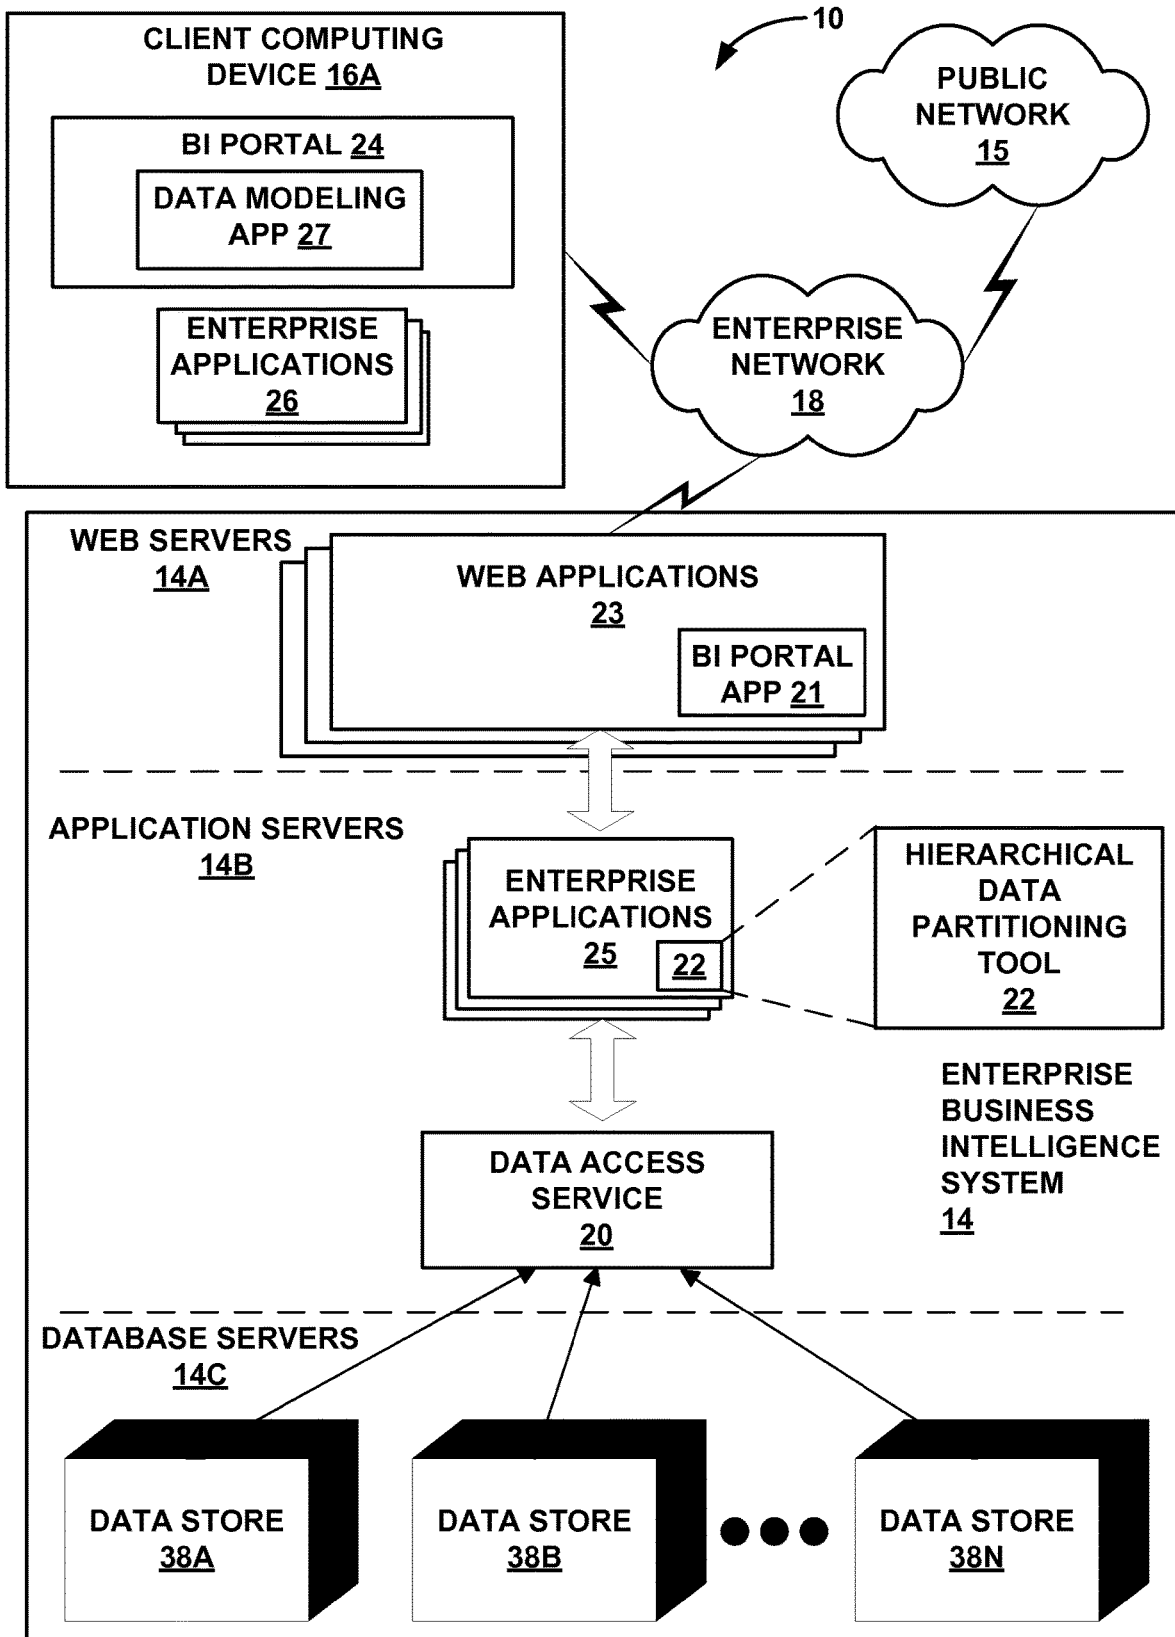 10
CLIENT COMPUTING
DEVICE 16A
BI PORTAL 24
DATA MODELING
APP 27
ENTERPRISE
APPLICATIONS
26
PUBLIC
NETWORK
15
ENTERPRISE
NETWORK
18
WEB SERVERS
14A
WEB APPLICATIONS
23
BI PORTAL
APP 21
APPLICATION SERVERS
14B
ENTERPRISE
APPLICATIONS
25
22
HIERARCHICAL
DATA
PARTITIONING
TOOL
22
ENTERPRISE
BUSINESS
INTELLIGENCE
SYSTEM
14
DATA ACCESS
SERVICE
20
DATABASE SERVERS
14C
DATA STORE
38A
DATA STORE
38B
DATA STORE
38N